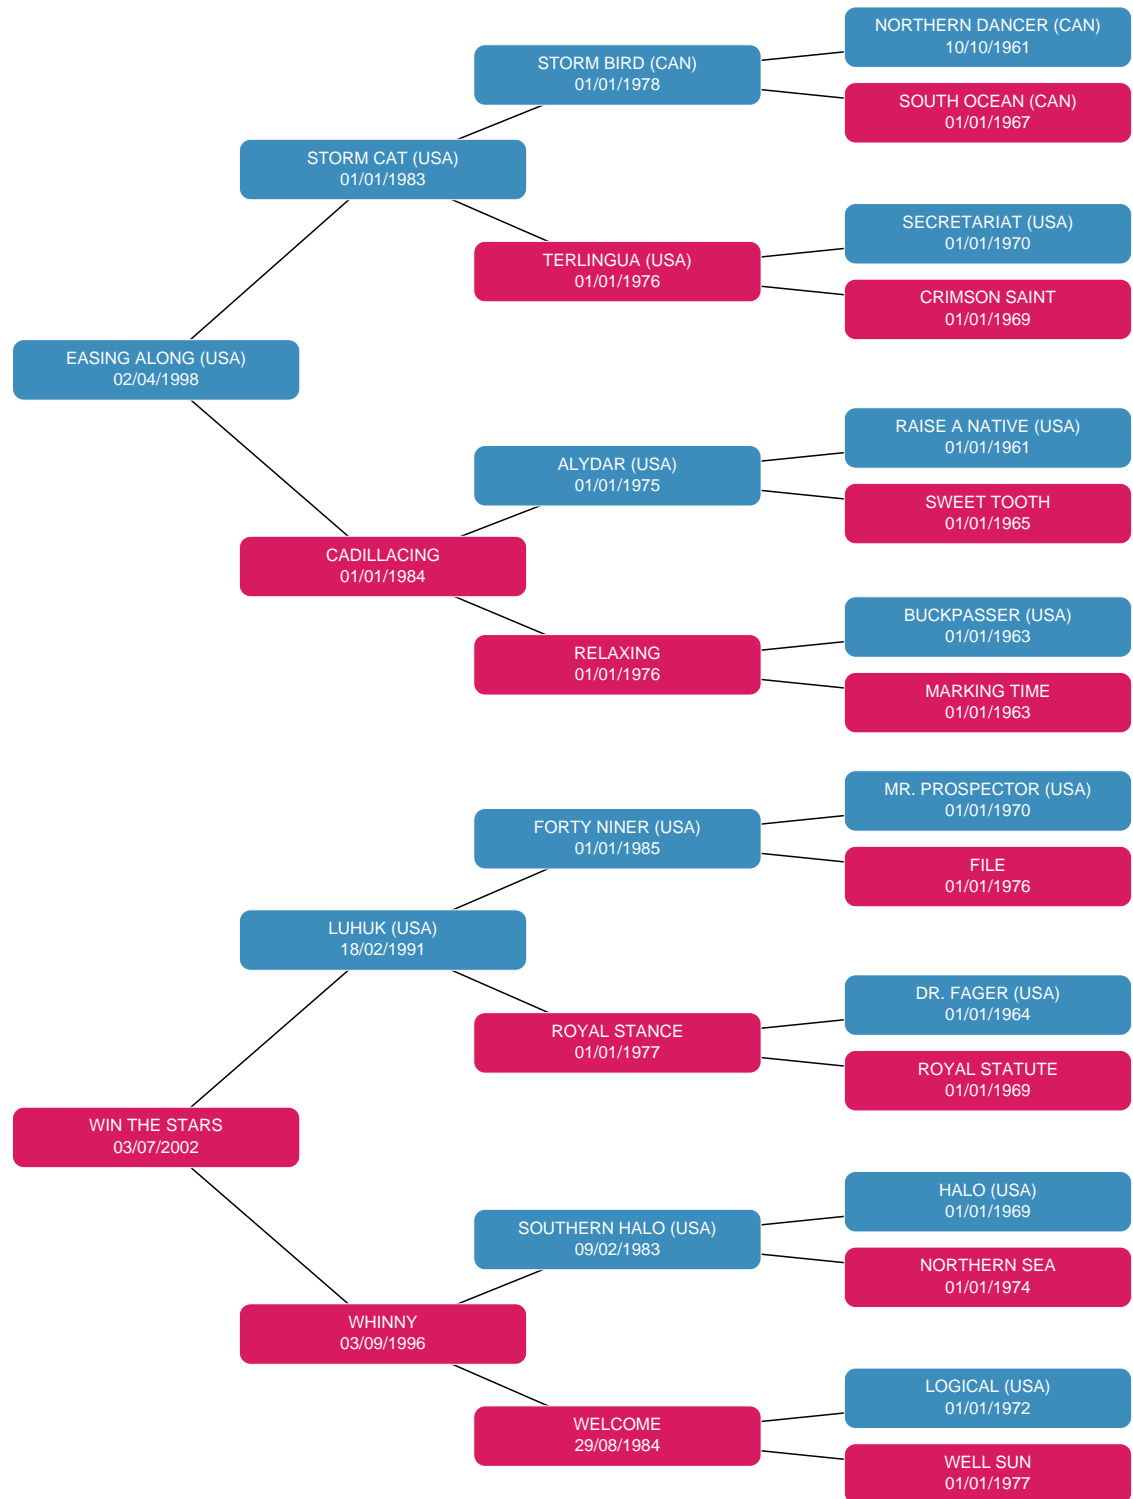 NORTHERN DANCER (CAN)
10/10/1961
STORM BIRD (CAN)
01/01/1978
SOUTH OCEAN (CAN)
01/01/1967
STORM CAT (USA)
01/01/1983
SECRETARIAT (USA)
01/01/1970
TERLINGUA (USA)
01/01/1976
CRIMSON SAINT
01/01/1969
EASING ALONG (USA)
02/04/1998
RAISE A NATIVE (USA)
01/01/1961
ALYDAR (USA)
01/01/1975
SWEET TOOTH
01/01/1965
CADILLACING
01/01/1984
BUCKPASSER (USA)
01/01/1963
RELAXING
01/01/1976
MARKING TIME
01/01/1963
MR. PROSPECTOR (USA)
01/01/1970
FORTY NINER (USA)
01/01/1985
FILE
01/01/1976
LUHUK (USA)
18/02/1991
DR. FAGER (USA)
01/01/1964
ROYAL STANCE
01/01/1977
ROYAL STATUTE
01/01/1969
WIN THE STARS
03/07/2002
HALO (USA)
01/01/1969
SOUTHERN HALO (USA)
09/02/1983
NORTHERN SEA
01/01/1974
WHINNY
03/09/1996
LOGICAL (USA)
01/01/1972
WELCOME
29/08/1984
WELL SUN
01/01/1977